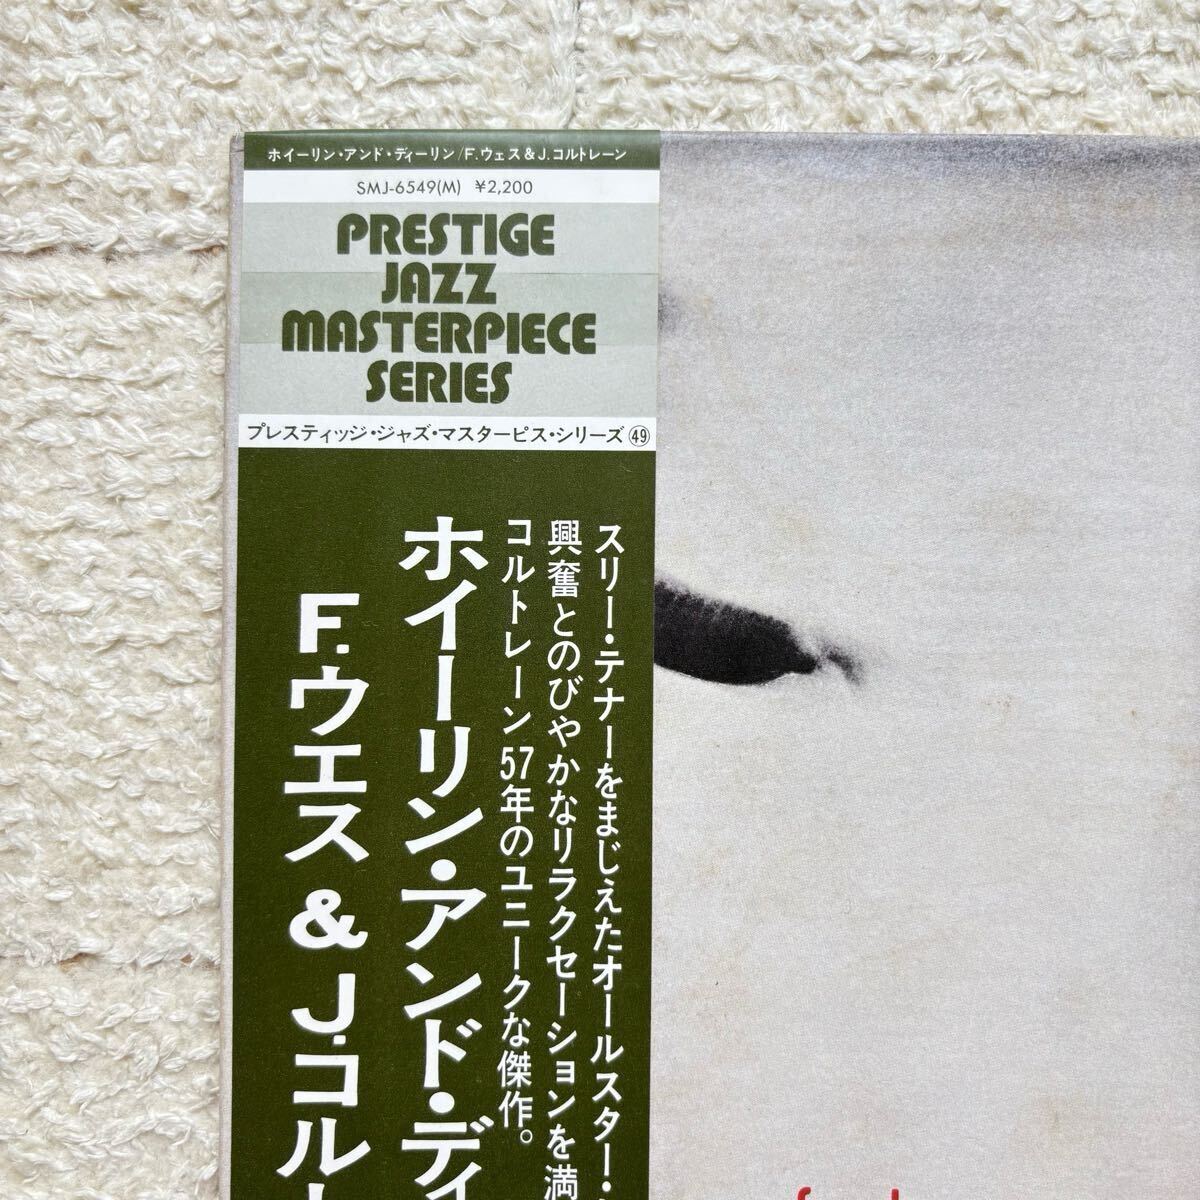 ホイーリン・アンド・ディーリン/F.ウェス&J.コルトレーン
SMJ-6549(M) ¥2,200
PRESTIGE
JAZZ
MASTERPIECE
SERIES
プレスティッジ・ジャズ・マスターピス・シリーズ㊾
スリー・テナーをまじえたオールスター・
興奮とのびやかなリラクセーションを満
コルトレーン57年のユニークな傑作。
ホイーリン・アンド・ディ
F.ウエス & J.コルト